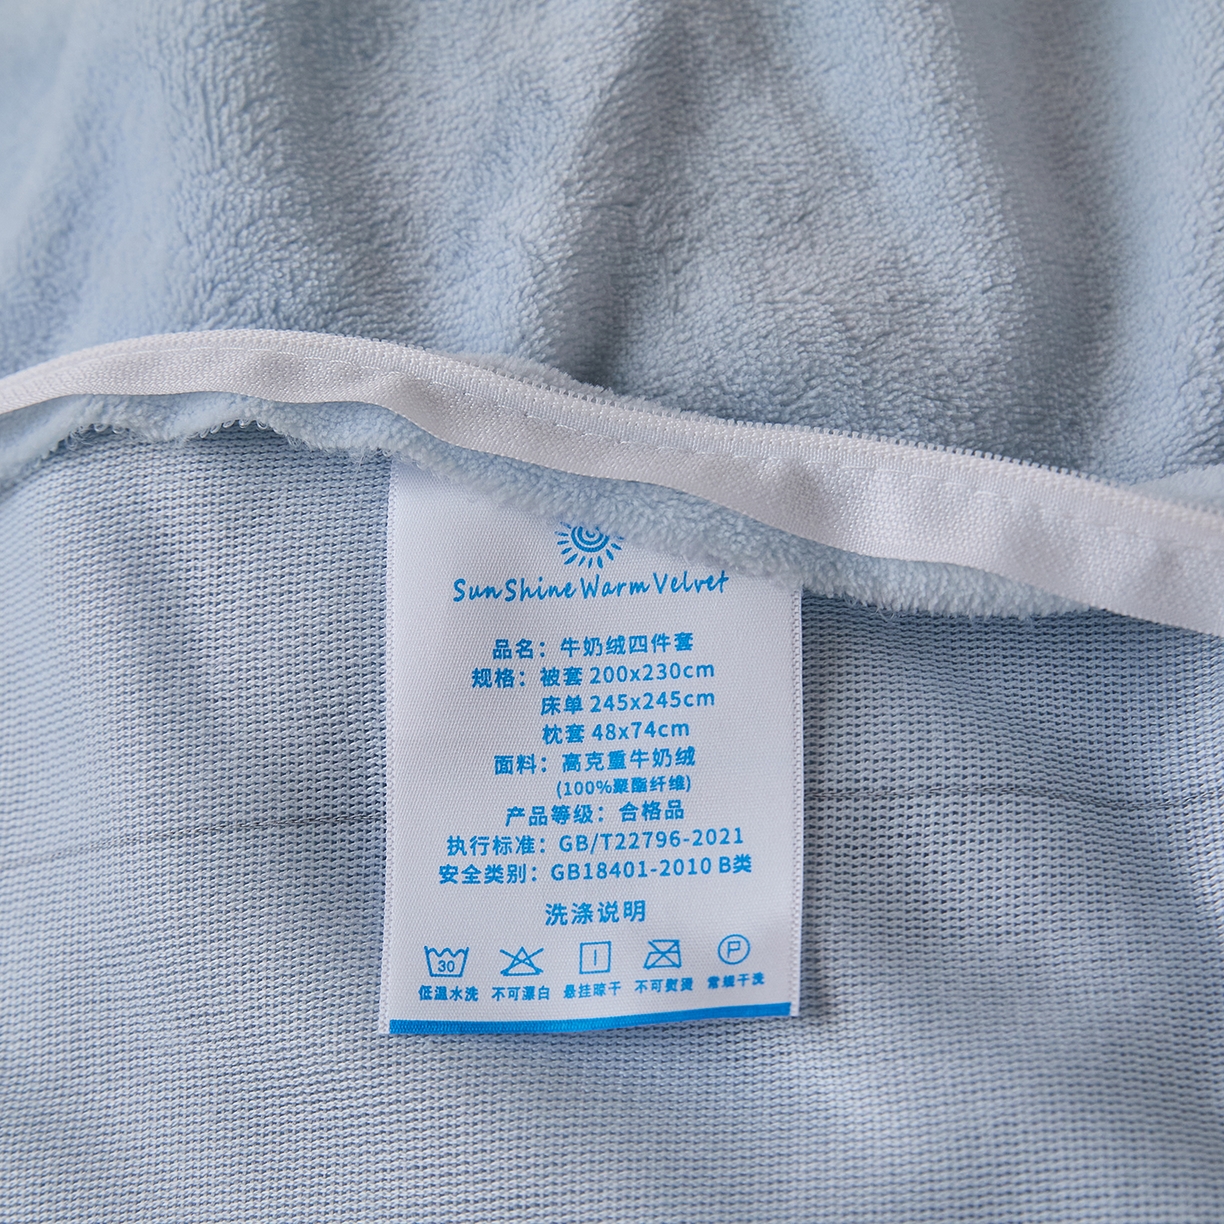 SunShine Warm Velvet
品名：牛奶绒四件套
规格：被套 200x230cm
床单 245x245cm
枕套 48x74cm
面料：高克重牛奶绒
(100%聚酯纤维)
产品等级：合格品
执行标准：GB/T22796-2021
安全类别：GB18401-2010 B类
洗涤说明
30 P
低温水洗 不可漂白 悬挂晾干 不可熨烫 常规干洗